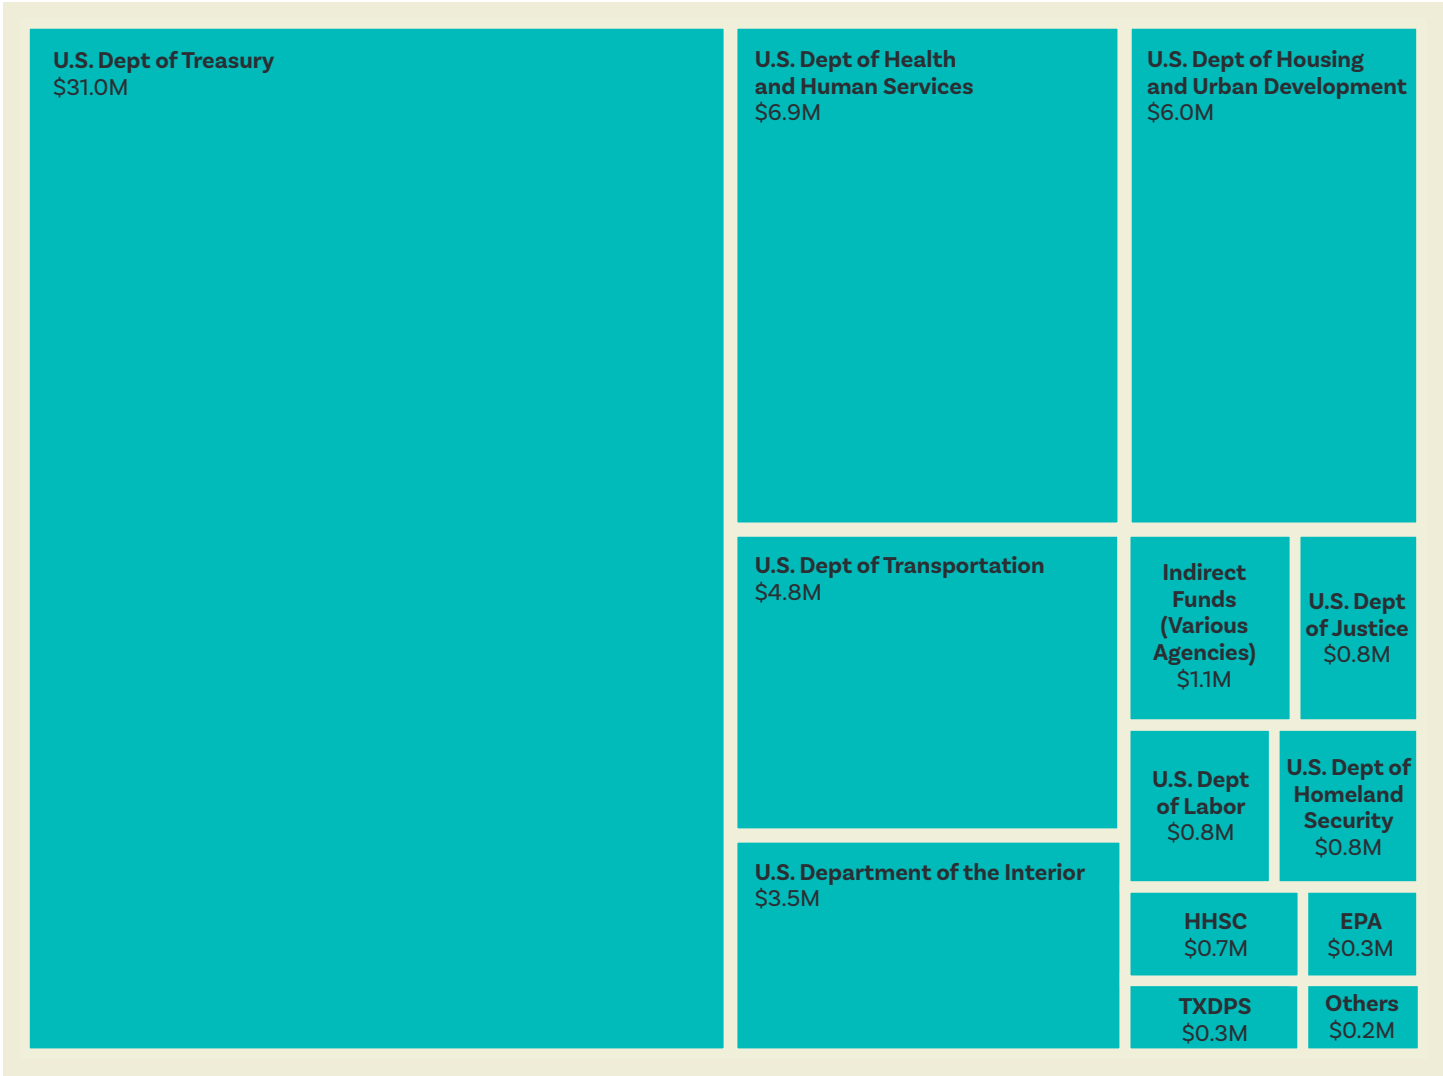 U.S. Dept of Treasury
$31.0M
U.S. Dept of Health
and Human Services
$6.9M
U.S. Dept of Housing
and Urban Development
$6.0M
U.S. Dept of Transportation
$4.8M
U.S. Department of the Interior
$3.5M
Indirect
Funds
(Various
Agencies)
$1.1M
U.S. Dept
of Justice
$0.8M
U.S. Dept
of Labor
$0.8M
U.S. Dept of
Homeland
Security
$0.8M
HHSC
$0.7M
EPA
$0.3M
TXDPS
$0.3M
Others
$0.2M